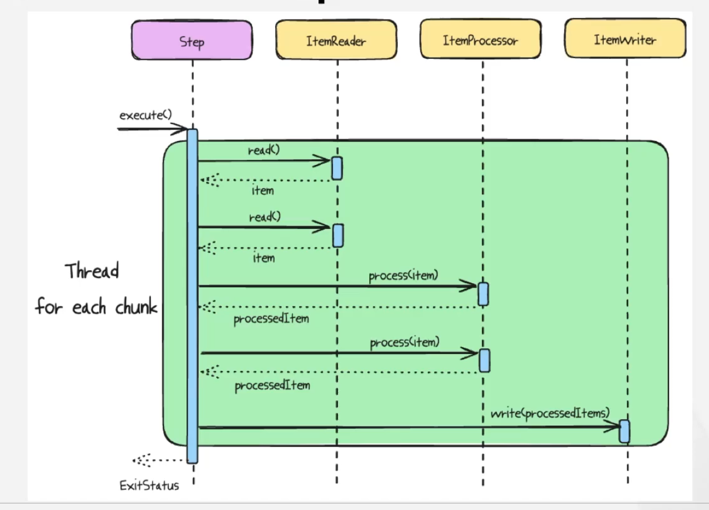 Step
ItemReader
ItemProcessor
ItemWriter
execute()
read()
item
read()
item
Thread
for each chunk
process(item)
processedItem
process(item)
processedItem
write(processedItems)
ExitStatus